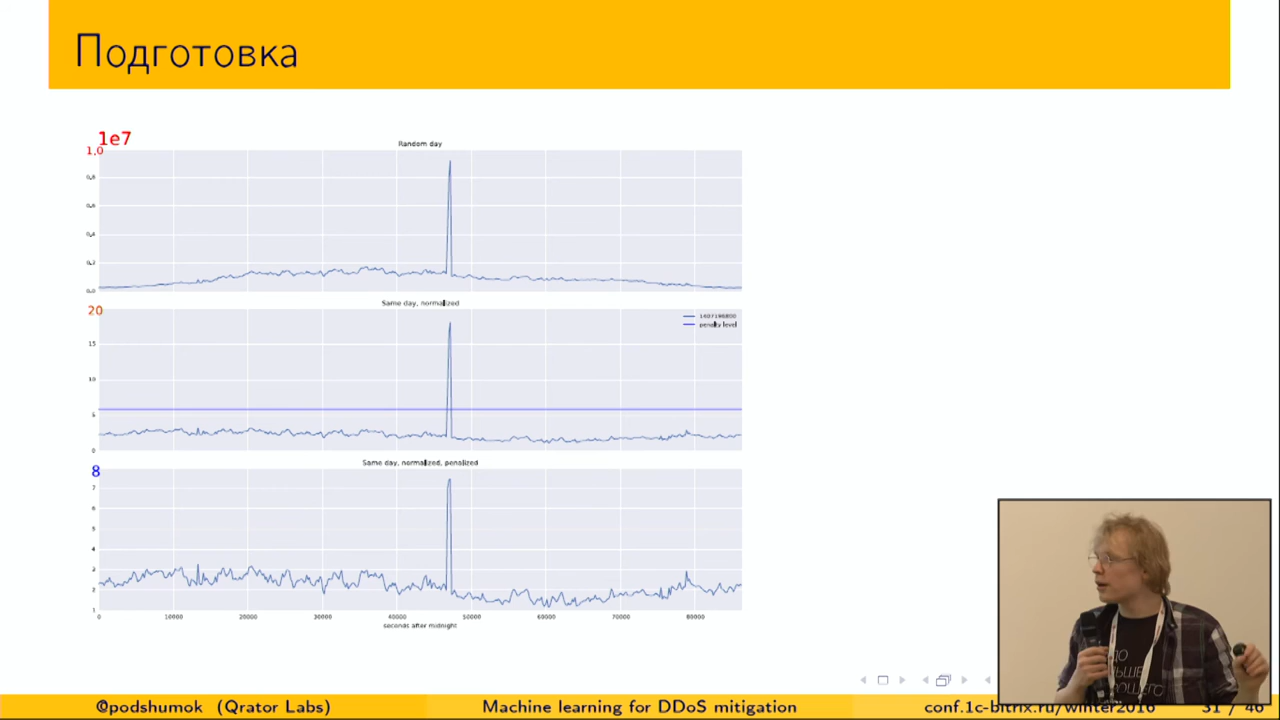 Подготовка
1e7
Random day
1.0
0.8
0.6
0.4
0.2
0.0
Same day, normalized
20
15
10
5
0
1407196800
penalty level
Same day, normalized, penalized
8
7
6
5
4
3
2
1
0 10000 20000 30000 40000 50000 60000 70000 80000
seconds after midnight
©podshumok (Qrator Labs) Machine learning for DDoS mitigation conf.1c-bitrix.ru/winter2016 31 / 46